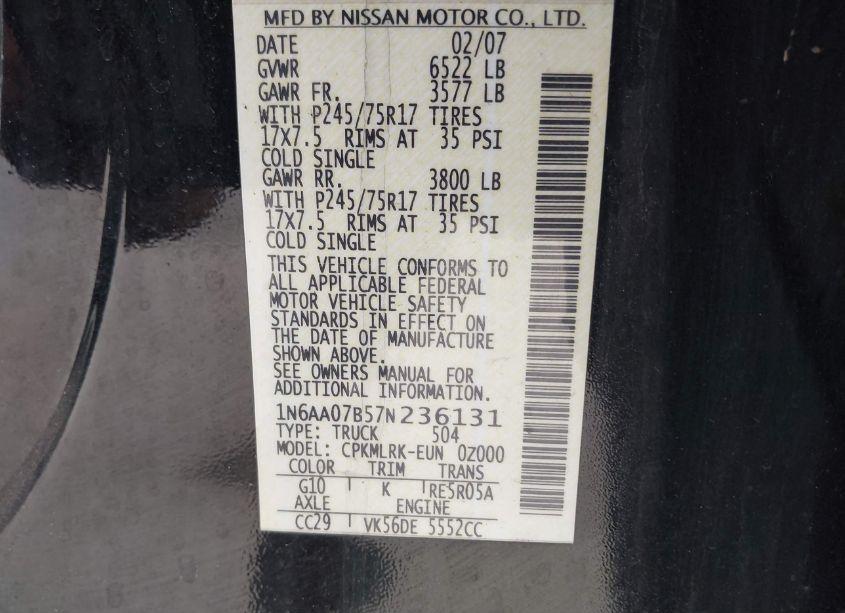 MFD BY NISSAN MOTOR CO., LTD.
DATE 02/07
GVWR 6522 LB
GAWR FR. 3577 LB
WITH P245/75R17 TIRES
17X7.5 RIMS AT 35 PSI
COLD SINGLE
GAWR RR. 3800 LB
WITH P245/75R17 TIRES
17X7.5 RIMS AT 35 PSI
COLD SINGLE
THIS VEHICLE CONFORMS TO
ALL APPLICABLE FEDERAL
MOTOR VEHICLE SAFETY
STANDARDS IN EFFECT ON
THE DATE OF MANUFACTURE
SHOWN ABOVE.
SEE OWNERS MANUAL FOR
ADDITIONAL INFORMATION.
1N6AA07B57N236131
TYPE: TRUCK 504
MODEL: CPKMLRK-EUN 0Z000
COLOR TRIM TRANS
G10 K RE5R05A
AXLE ENGINE
CC29 VK56DE 5552CC